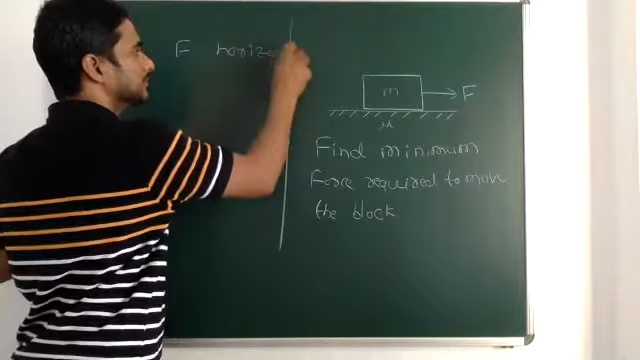 F horizo
m
F
μ
Find minimum
Force required to move
the block